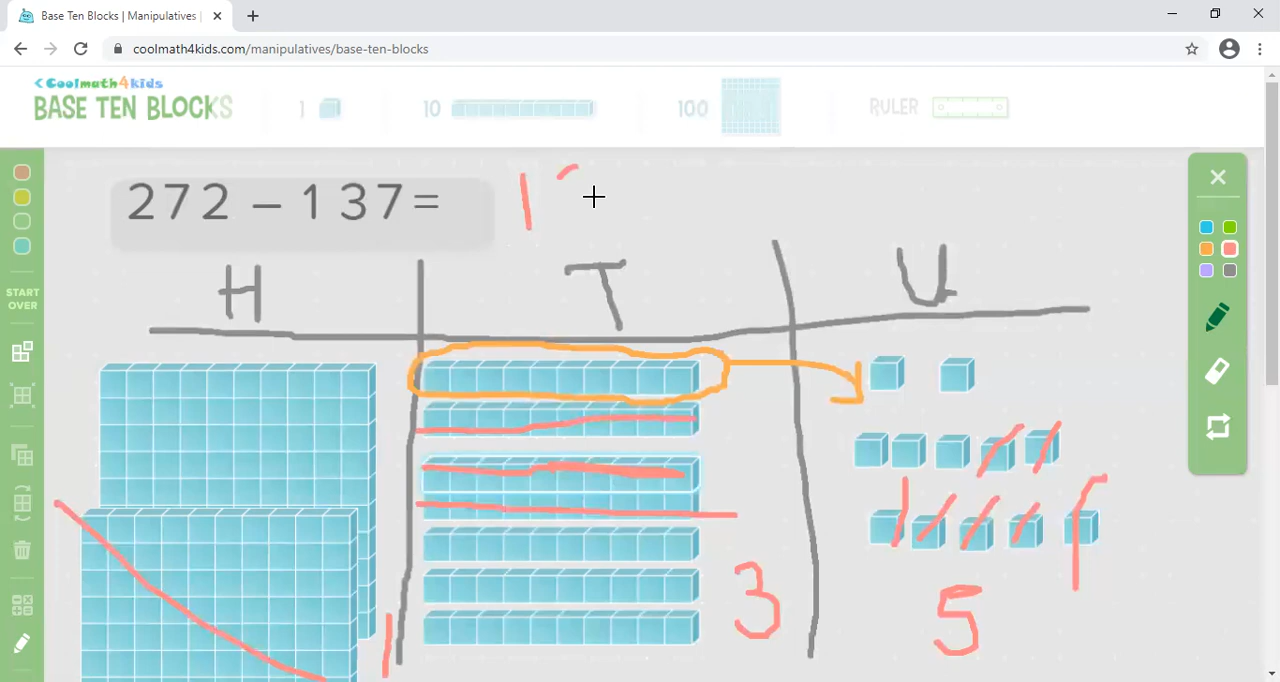 Base Ten Blocks | Manipulatives |
coolmath4kids.com/manipulatives/base-ten-blocks
<Coolmath4kids
BASE TEN BLOCKS
1 10 100 RULER
272 – 137 = 1
START OVER
H T U
3
5
1